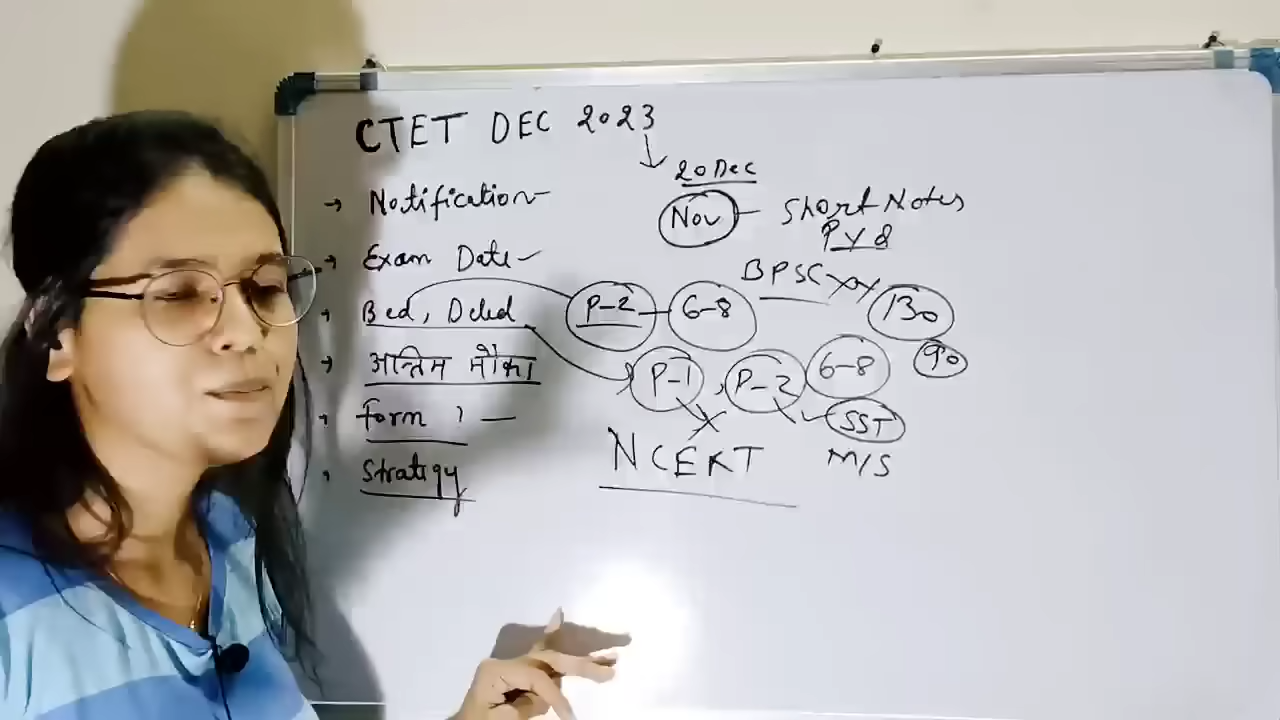 CTET DEC 2023
20 Dec
→ Notification -
Nov - Short Notes
PYQ
→ Exam Date -
BPSC xx 130
→ Bed, Deled P-2 - 6-8
90
→ अन्तिम मौका P-1, P-2 6-8
→ form : —
SST
NCERT M/S
→ Strategy